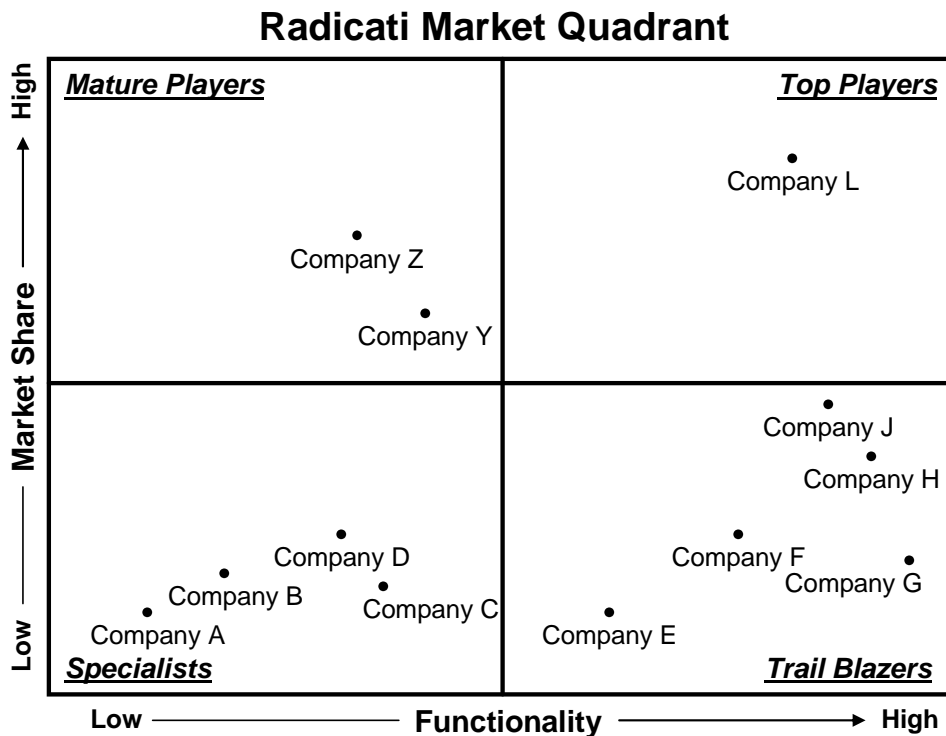 Radicati Market Quadrant
High
Mature Players
Top Players
Company L
Company Z
Company Y
Market Share
Company J
Company H
Company D
Company F
Company B
Company G
Company C
Company A
Company E
Low
Specialists
Trail Blazers
Low
Functionality
High